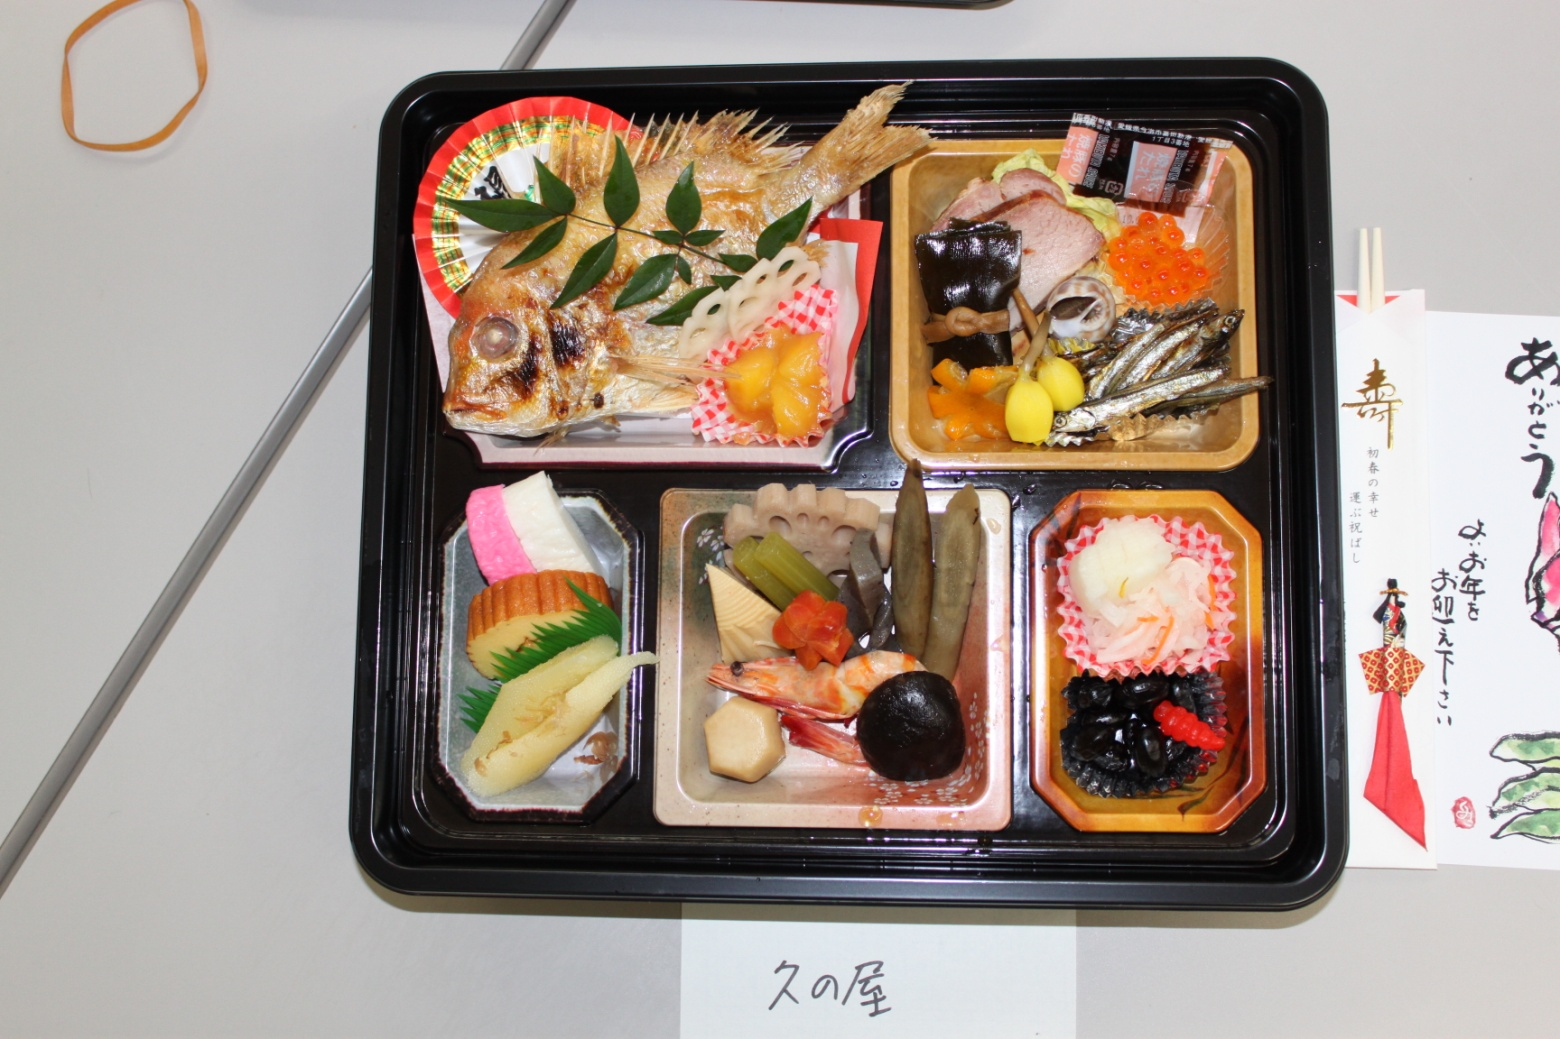 寿
初春の幸せ
運ぶ祝ばし
ありがとう
よいお年を
お迎え下さい
久の屋